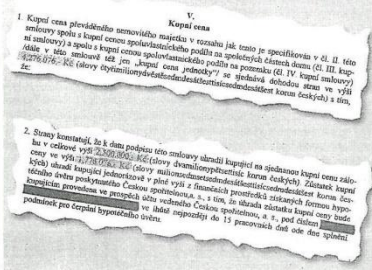 V.
Kupní cena
1. Kupní cena převáděného nemovitého majetku v rozsahu jak tento je specifikován v čl. II. této
smlouvy spolu s kupní cenou spoluvlastnického podílu na společných částech domu (čl. III. kup-
ní smlouvy) a spolu s kupní cenou spoluvlastnického podílu na pozemku (čl. IV. kupní smlouvy)
/dále v této smlouvě též jen „kupní cena jednotky"/ se sjednává dohodou stran ve výši
4,276.076,- Kč (slovy čtyřimilionydvěstěsedmdesátšesttisícsedmdesátšest korun českých) s tím,
že:
2. Strany konstatují, že k datu podpisu této smlouvy uhradil kupující na sjednanou kupní cenu zálo-
hu v celkové výši 2,500.000,- Kč (slovy dvamilionypětsettisíc korun českých). Zůstatek kupní
ceny ve výši 1,776.076,- Kč (slovy
kých) uhradí kupující jednorázově v plné výši z finančních prostředků získaných formou hypo-
tečního úvěru poskytnutého Českou spořitelnou, a. s., s tím, že úhrada zůstatku kupní ceny bude
kupujícím provedena ve prospěch účtu vedeného Českou spořitelnou, a. s., pod číslem
ve lhůtě nejpozději do 15 pracovních dnů ode dne splnění
podmínek pro čerpání hypotečního úvěru.